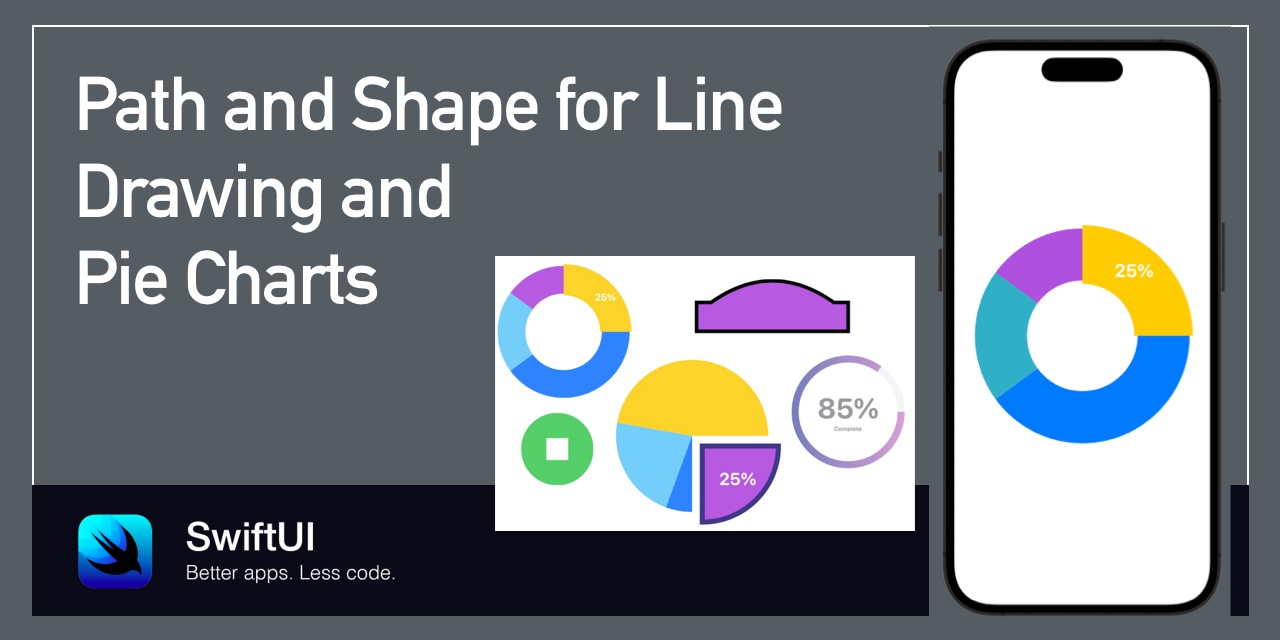 Path and Shape for Line
Drawing and
Pie Charts
25%
85%
Complete
25%
25%
SwiftUI
Better apps. Less code.